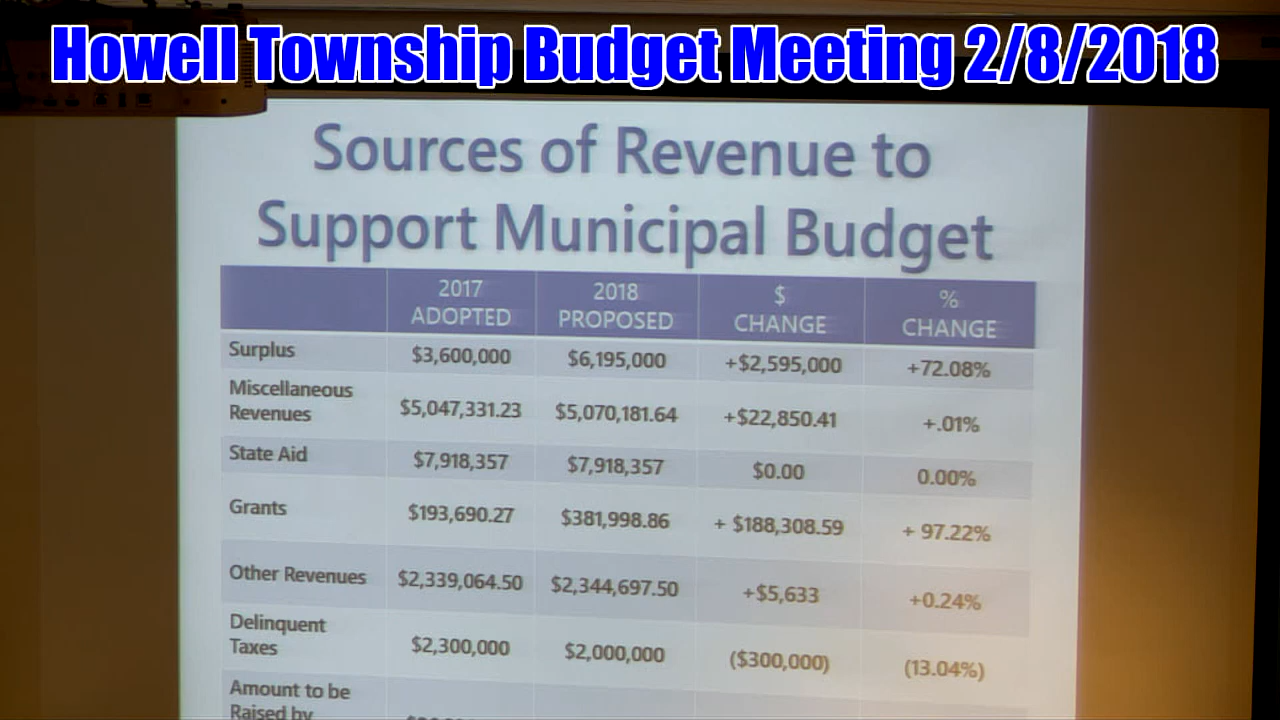 Howell Township Budget Meeting 2/8/2018
Sources of Revenue to
Support Municipal Budget
2017 ADOPTED 2018 PROPOSED $ CHANGE % CHANGE
Surplus $3,600,000 $6,195,000 +$2,595,000 +72.08%
Miscellaneous
Revenues $5,047,331.23 $5,070,181.64 +$22,850.41 +.01%
State Aid $7,918,357 $7,918,357 $0.00 0.00%
Grants $193,690.27 $381,998.86 + $188,308.59 + 97.22%
Other Revenues $2,339,064.50 $2,344,697.50 +$5,633 +0.24%
Delinquent
Taxes $2,300,000 $2,000,000 ($300,000) (13.04%)
Amount to be
Raised by